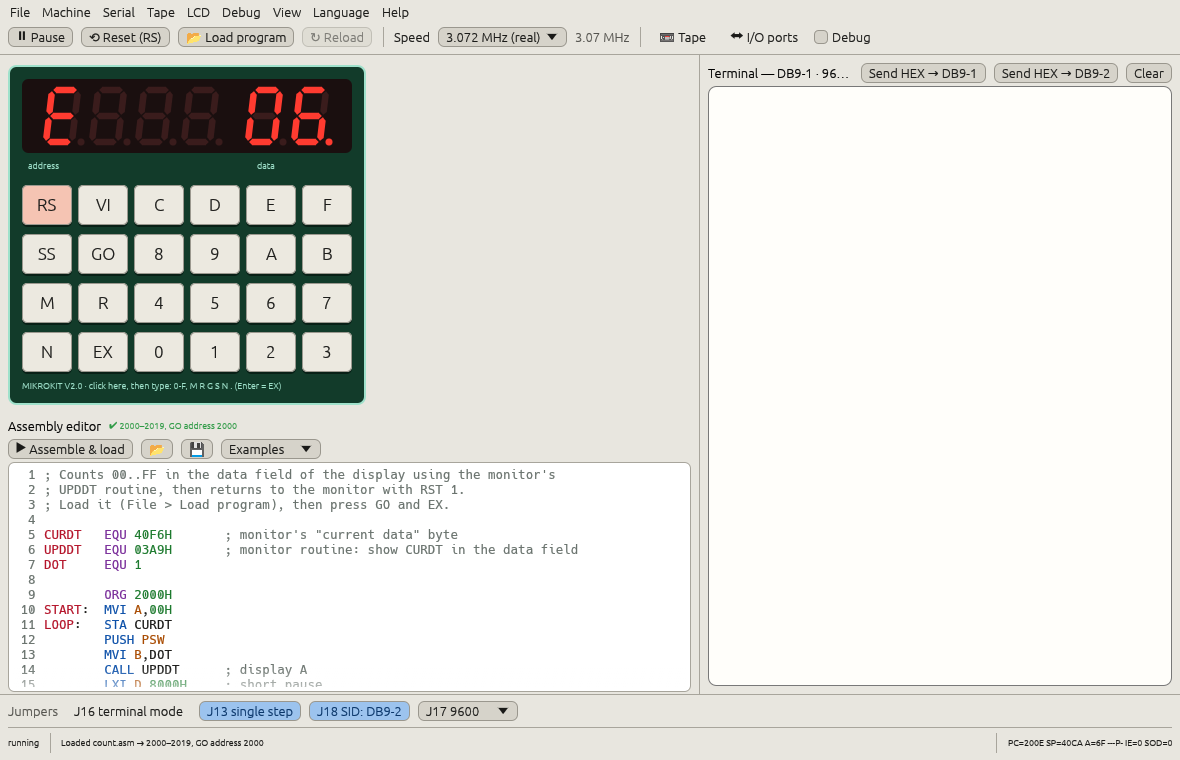 File Machine Serial Tape LCD Debug View Language Help
Pause Reset (RS) Load program Reload Speed 3.072 MHz (real) 3.07 MHz Tape I/O ports Debug
E 06.
address data
RS VI C D E F
SS GO 8 9 A B
M R 4 5 6 7
N EX 0 1 2 3
MIKROKIT V2.0 · click here, then type: 0-F, M R G S N . (Enter = EX)
Terminal — DB9-1 · 96… Send HEX → DB9-1 Send HEX → DB9-2 Clear
Assembly editor ✔ 2000–2019, GO address 2000
Assemble & load Examples
1 ; Counts 00..FF in the data field of the display using the monitor's
2 ; UPDDT routine, then returns to the monitor with RST 1.
3 ; Load it (File > Load program), then press GO and EX.
4
5 CURDT EQU 40F6H ; monitor's "current data" byte
6 UPDDT EQU 03A9H ; monitor routine: show CURDT in the data field
7 DOT EQU 1
8
9 ORG 2000H
10 START: MVI A,00H
11 LOOP: STA CURDT
12 PUSH PSW
13 MVI B,DOT
14 CALL UPDDT ; display A
15 LXI D,8000H ; short pause
Jumpers J16 terminal mode J13 single step J18 SID: DB9-2 J17 9600
running Loaded count.asm → 2000–2019, GO address 2000 PC=200E SP=40CA A=6F —P- IE=0 SOD=0